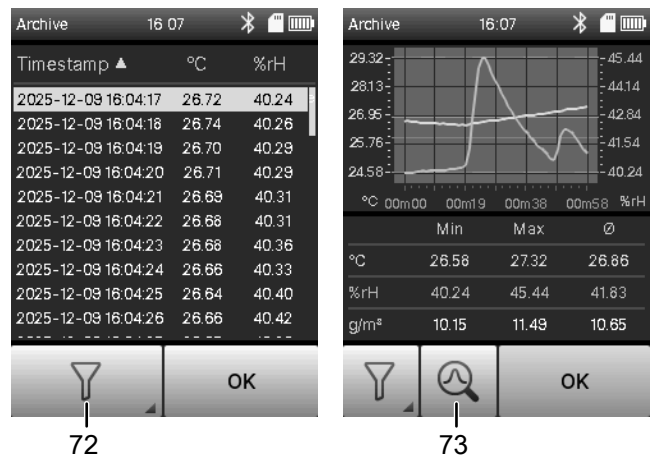 Archive 16 07
Timestamp ▲ °C %rH
2025-12-09 16:04:17 26.72 40.24
2025-12-09 16:04:18 26.74 40.26
2025-12-09 16:04:19 26.70 40.29
2025-12-09 16:04:20 26.71 40.29
2025-12-09 16:04:21 26.69 40.31
2025-12-09 16:04:22 26.68 40.31
2025-12-09 16:04:23 26.68 40.36
2025-12-09 16:04:24 26.66 40.33
2025-12-09 16:04:25 26.64 40.40
2025-12-09 16:04:26 26.66 40.42
OK
72
Archive 16:07
29.32 45.44
2813 44.14
26.95 42.84
25.76 41.54
24.58 40.24
°C 00m00 00m19 00m38 00m58 %rH
Min Max Ø
°C 26.58 27.32 26.86
%rH 40.24 45.44 41.83
g/m³ 10.15 11.49 10.65
OK
73